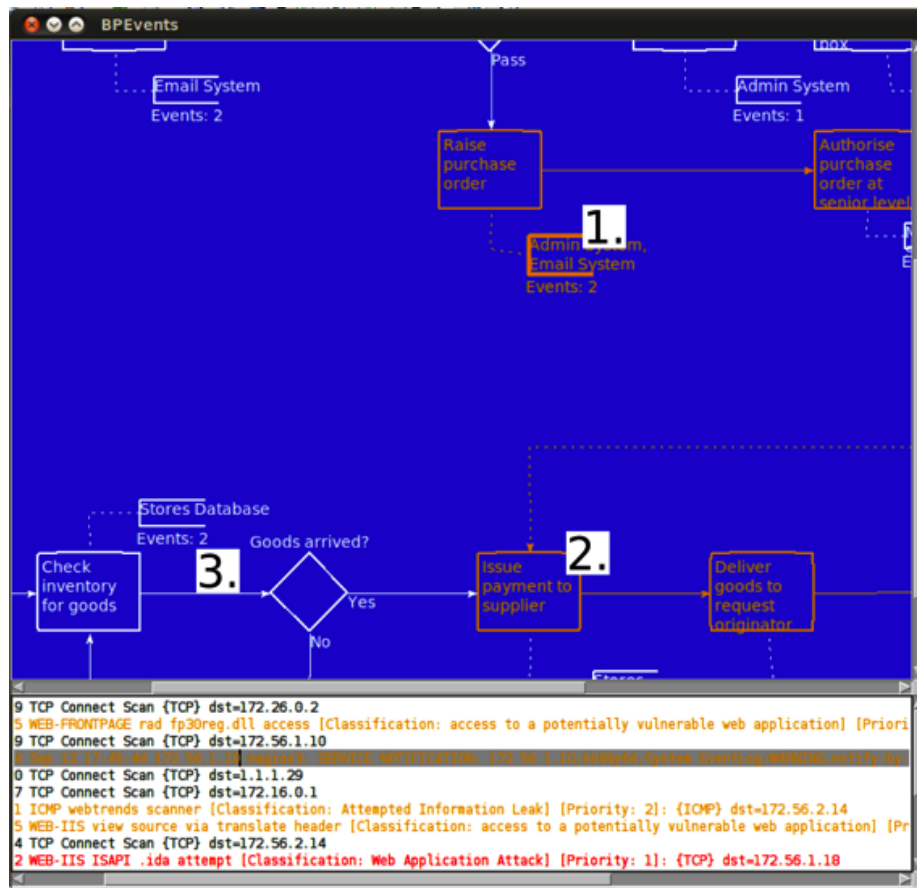 BPEvents
box
Pass
Email System
Events: 2
Admin System
Events: 1
Raise
purchase
order
Authorise
purchase
order at
senior level
1.
Admin System,
Email System
Events: 2
Stores Database
Events: 2
Goods arrived?
3.
2.
Check
inventory
for goods
Yes
No
Issue
payment to
supplier
Deliver
goods to
request
originator
Stores
9 TCP Connect Scan {TCP} dst=172.26.0.2
5 WEB-FRONTPAGE rad fp30reg.dll access [Classification: access to a potentially vulnerable web application] [Priori
9 TCP Connect Scan {TCP} dst=172.56.1.10
SERVICE NOTIFICATION:
0 TCP Connect Scan {TCP} dst=1.1.1.29
7 TCP Connect Scan {TCP} dst=172.16.0.1
1 ICMP webtrends scanner [Classification: Attempted Information Leak] [Priority: 2]: {ICMP} dst=172.56.2.14
5 WEB-IIS view source via translate header [Classification: access to a potentially vulnerable web application] [Pr
4 TCP Connect Scan {TCP} dst=172.56.2.14
2 WEB-IIS ISAPI .ida attempt [Classification: Web Application Attack] [Priority: 1]: {TCP} dst=172.56.1.18